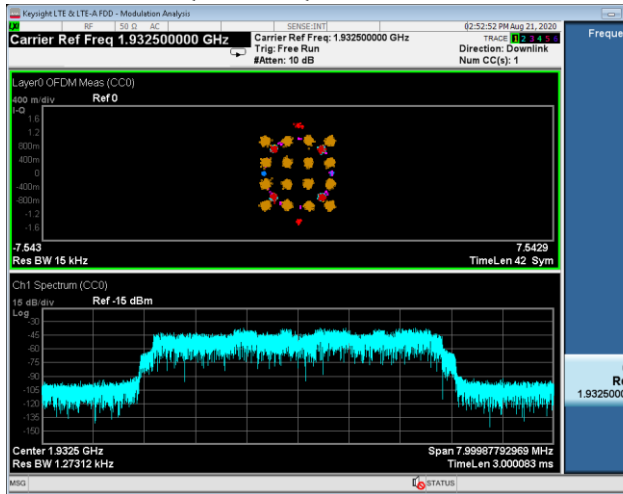 Keysight LTE & LTE-A FDD - Modulation Analysis
RF 50 Ω AC SENSE:INT 02:52:52 PM Aug 21, 2020
Carrier Ref Freq 1.932500000 GHz
Carrier Ref Freq: 1.932500000 GHz
Trig: Free Run
#Atten: 10 dB
TRACE 1 2 3 4 5 6
Direction: Downlink
Num CC(s): 1
Freque
Layer0 OFDM Meas (CC0)
400 m/div Ref 0
I-Q
1.6
1.2
800m
400m
0
-400m
-800m
-1.2
-1.6
-7.543 7.5429
Res BW 15 kHz TimeLen 42 Sym
Ch1 Spectrum (CC0)
15 dB/div Ref -15 dBm
Log
-30
-45
-60
-75
-90
-105
-120
-135
-150
Center 1.9325 GHz Span 7.99987792969 MHz
Res BW 1.27312 kHz TimeLen 3.000083 ms
Re
1.9325000
MSG STATUS